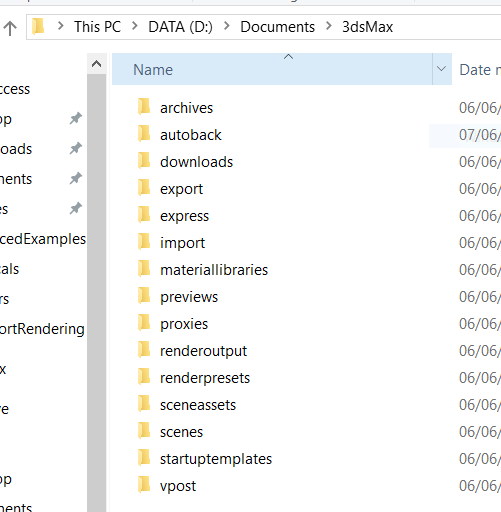 This PC > DATA (D:) > Documents > 3dsMax
Name
Date m
archives 06/06/
autoback 07/06/
downloads 06/06/
export 06/06/
express 06/06/
import 06/06/
materiallibraries 06/06/
previews 06/06/
proxies 06/06/
renderoutput 06/06/
renderpresets 06/06/
sceneassets 06/06/
scenes 06/06/
startuptemplates 06/06/
vpost 06/06/
ccess
op
oads
ments
es
cedExamples
cals
rs
ortRendering
x
ve
op
ments